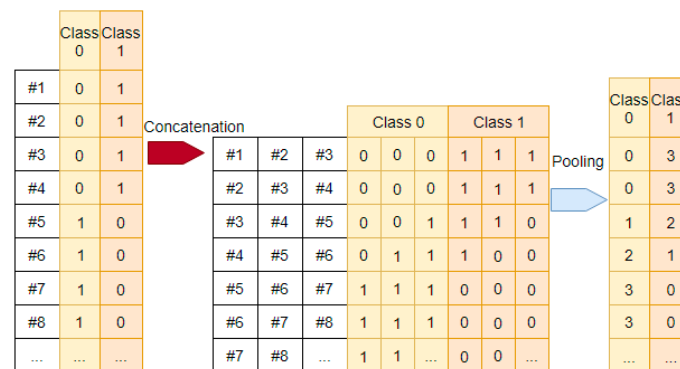 Class Class
0 1
#1 0 1
#2 0 1
#3 0 1
#4 0 1
#5 1 0
#6 1 0
#7 1 0
#8 1 0
... ... ...
Concatenation
Class 0 Class 1
#1 #2 #3 0 0 0 1 1 1
#2 #3 #4 0 0 0 1 1 1
#3 #4 #5 0 0 1 1 1 0
#4 #5 #6 0 1 1 1 0 0
#5 #6 #7 1 1 1 0 0 0
#6 #7 #8 1 1 1 0 0 0
#7 #8 ... 1 1 ... 0 0 ...
Pooling
Class Clas
0 1
0 3
0 3
1 2
2 1
3 0
3 0
... ...